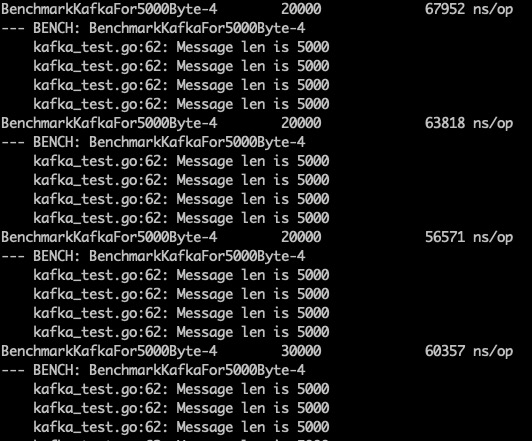 BenchmarkKafkaFor5000Byte-4 20000 67952 ns/op
--- BENCH: BenchmarkKafkaFor5000Byte-4
kafka_test.go:62: Message len is 5000
kafka_test.go:62: Message len is 5000
kafka_test.go:62: Message len is 5000
kafka_test.go:62: Message len is 5000
BenchmarkKafkaFor5000Byte-4 20000 63818 ns/op
--- BENCH: BenchmarkKafkaFor5000Byte-4
kafka_test.go:62: Message len is 5000
kafka_test.go:62: Message len is 5000
kafka_test.go:62: Message len is 5000
kafka_test.go:62: Message len is 5000
BenchmarkKafkaFor5000Byte-4 20000 56571 ns/op
--- BENCH: BenchmarkKafkaFor5000Byte-4
kafka_test.go:62: Message len is 5000
kafka_test.go:62: Message len is 5000
kafka_test.go:62: Message len is 5000
kafka_test.go:62: Message len is 5000
BenchmarkKafkaFor5000Byte-4 30000 60357 ns/op
--- BENCH: BenchmarkKafkaFor5000Byte-4
kafka_test.go:62: Message len is 5000
kafka_test.go:62: Message len is 5000
kafka_test.go:62: Message len is 5000